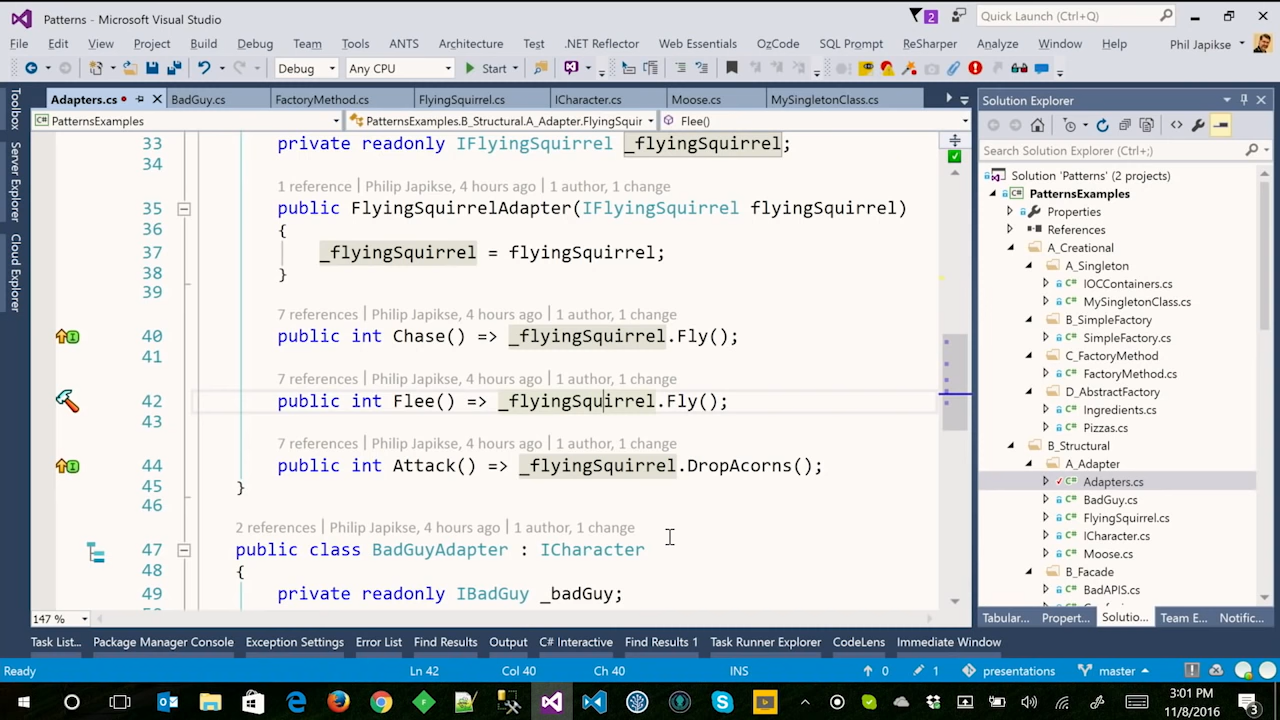 Patterns - Microsoft Visual Studio
2
Quick Launch (Ctrl+Q)
File Edit View Project Build Debug Team Tools ANTS Architecture Test .NET Reflector Web Essentials OzCode SQL Prompt ReSharper Analyze Window Help Phil Japikse
Debug Any CPU Start
Adapters.cs BadGuy.cs FactoryMethod.cs FlyingSquirrel.cs ICharacter.cs Moose.cs MySingletonClass.cs
PatternsExamples PatternsExamples.B_Structural.A_Adapter.FlyingSquir Flee()
Toolbox
Server Explorer
Cloud Explorer
33 private readonly IFlyingSquirrel _flyingSquirrel;
34
1 reference | Philip Japikse, 4 hours ago | 1 author, 1 change
35 public FlyingSquirrelAdapter(IFlyingSquirrel flyingSquirrel)
36 {
37 _flyingSquirrel = flyingSquirrel;
38 }
39
7 references | Philip Japikse, 4 hours ago | 1 author, 1 change
40 public int Chase() => _flyingSquirrel.Fly();
41
7 references | Philip Japikse, 4 hours ago | 1 author, 1 change
42 public int Flee() => _flyingSquirrel.Fly();
43
7 references | Philip Japikse, 4 hours ago | 1 author, 1 change
44 public int Attack() => _flyingSquirrel.DropAcorns();
45 }
46
2 references | Philip Japikse, 4 hours ago | 1 author, 1 change
47 public class BadGuyAdapter : ICharacter
48 {
49 private readonly IBadGuy _badGuy;
147 %
Solution Explorer
Search Solution Explorer (Ctrl+;)
Solution 'Patterns' (2 projects)
PatternsExamples
Properties
References
A_Creational
A_Singleton
IOCContainers.cs
MySingletonClass.cs
B_SimpleFactory
SimpleFactory.cs
C_FactoryMethod
FactoryMethod.cs
D_AbstractFactory
Ingredients.cs
Pizzas.cs
B_Structural
A_Adapter
Adapters.cs
BadGuy.cs
FlyingSquirrel.cs
ICharacter.cs
Moose.cs
B_Facade
BadAPIS.cs
Tabular... Propert... Solutio... Team E... Notific...
Task List... Package Manager Console Exception Settings Error List Find Results Output C# Interactive Find Results 1 Task Runner Explorer CodeLens Immediate Window
Ready Ln 42 Col 40 Ch 40 INS 0 1 presentations master
3:01 PM
11/8/2016
3